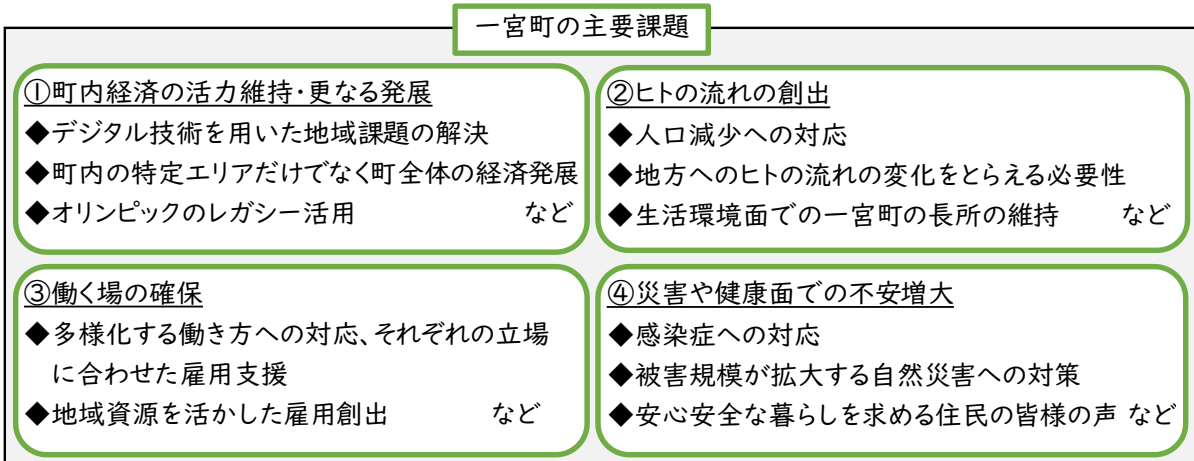 一宮町の主要課題
①町内経済の活力維持・更なる発展
◆デジタル技術を用いた地域課題の解決
◆町内の特定エリアだけでなく町全体の経済発展
◆オリンピックのレガシー活用 など
②ヒトの流れの創出
◆人口減少への対応
◆地方へのヒトの流れの変化をとらえる必要性
◆生活環境面での一宮町の長所の維持 など
③働く場の確保
◆多様化する働き方への対応、それぞれの立場
に合わせた雇用支援
◆地域資源を活かした雇用創出 など
④災害や健康面での不安増大
◆感染症への対応
◆被害規模が拡大する自然災害への対策
◆安心安全な暮らしを求める住民の皆様の声 など